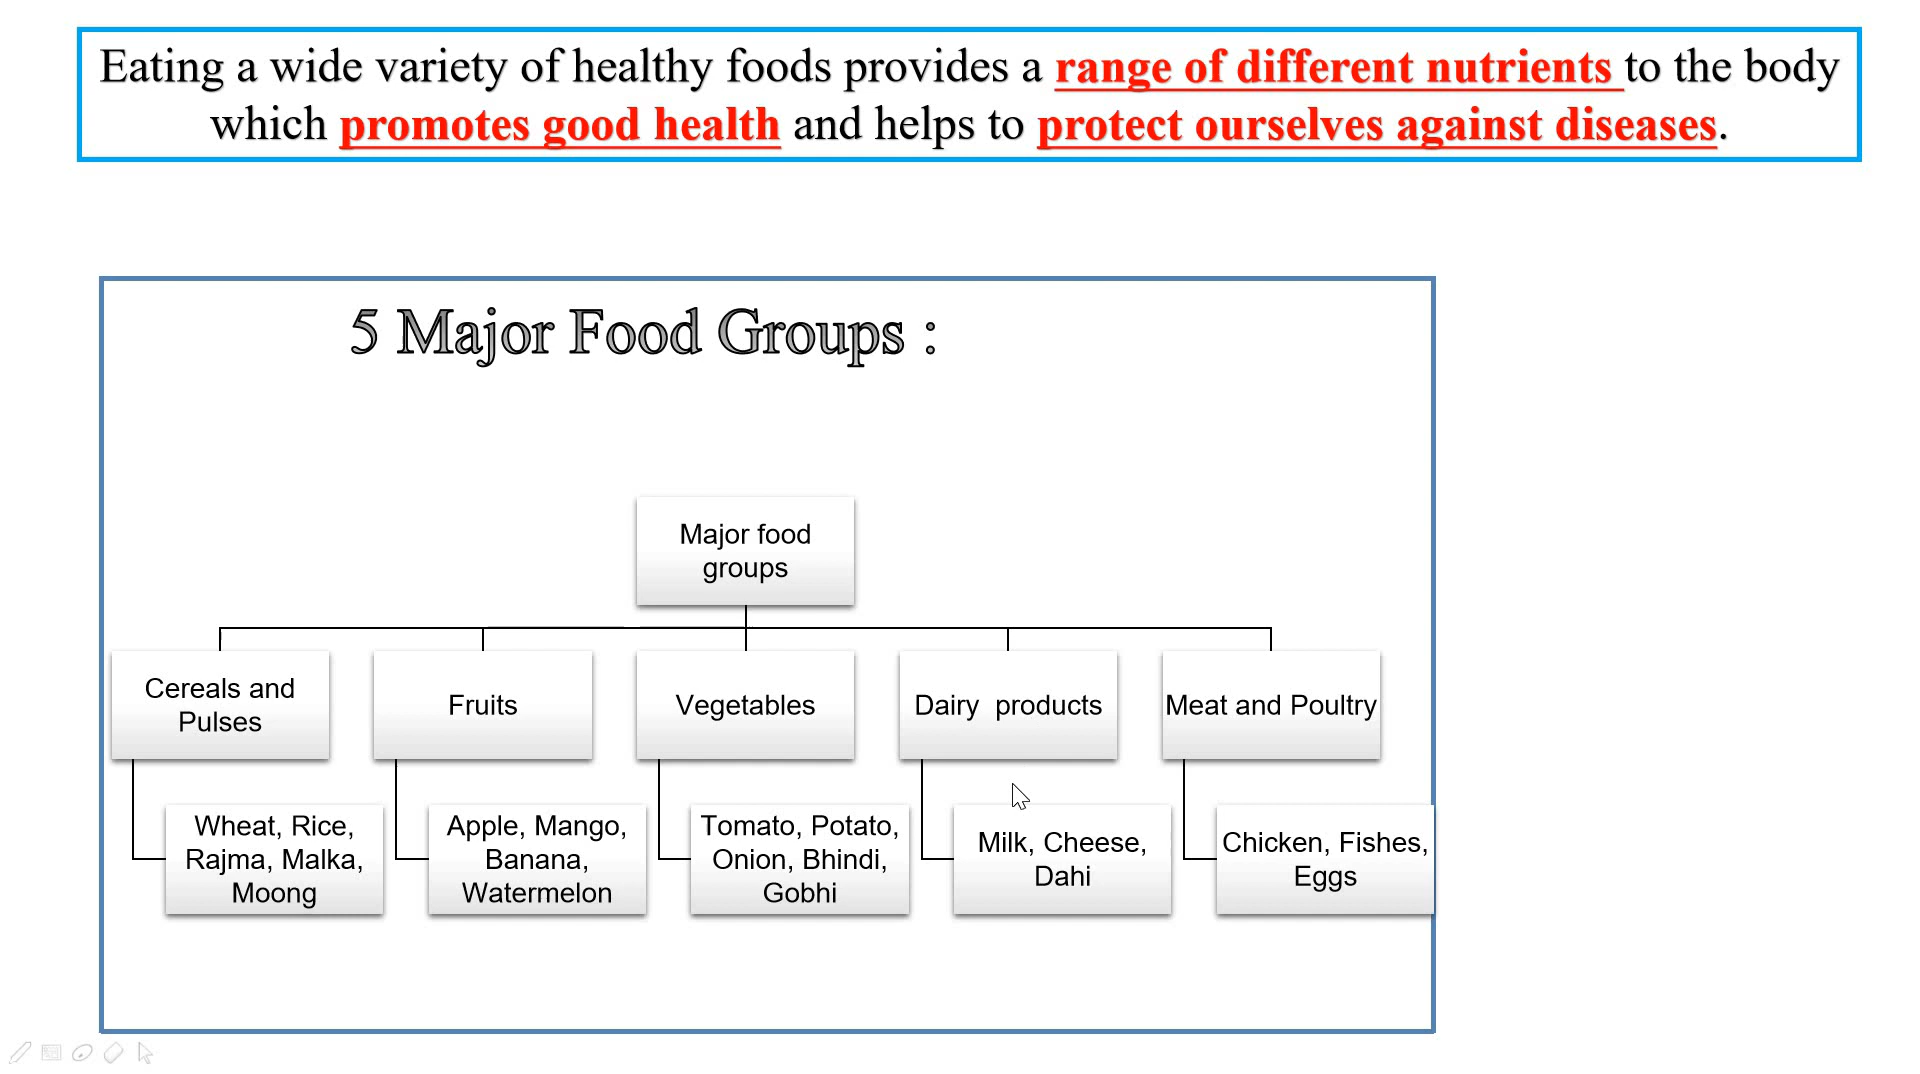 Eating a wide variety of healthy foods provides a range of different nutrients to the body
which promotes good health and helps to protect ourselves against diseases.
5 Major Food Groups :
Major food
groups
Cereals and
Pulses
Fruits
Vegetables
Dairy products
Meat and Poultry
Wheat, Rice,
Rajma, Malka,
Moong
Apple, Mango,
Banana,
Watermelon
Tomato, Potato,
Onion, Bhindi,
Gobhi
Milk, Cheese,
Dahi
Chicken, Fishes,
Eggs